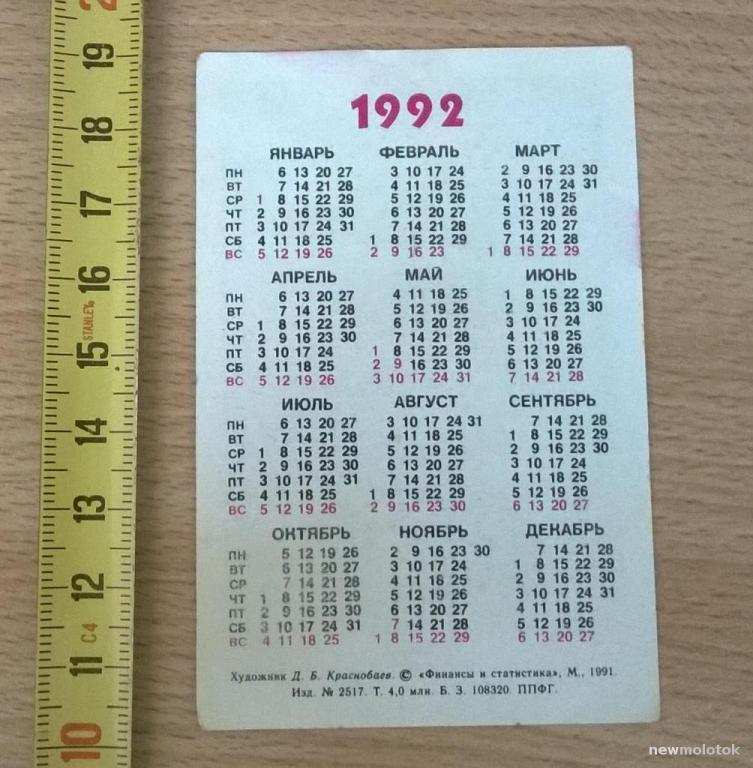 1992
ЯНВАРЬ ФЕВРАЛЬ МАРТ
ПН 6 13 20 27 3 10 17 24 2 9 16 23 30
ВТ 7 14 21 28 4 11 18 25 3 10 17 24 31
СР 1 8 15 22 29 5 12 19 26 4 11 18 25
ЧТ 2 9 16 23 30 6 13 20 27 5 12 19 26
ПТ 3 10 17 24 31 7 14 21 28 6 13 20 27
СБ 4 11 18 25 1 8 15 22 29 7 14 21 28
ВС 5 12 19 26 2 9 16 23 1 8 15 22 29
АПРЕЛЬ МАЙ ИЮНЬ
ПН 6 13 20 27 4 11 18 25 1 8 15 22 29
ВТ 7 14 21 28 5 12 19 26 2 9 16 23 30
СР 1 8 15 22 29 6 13 20 27 3 10 17 24
ЧТ 2 9 16 23 30 7 14 21 28 4 11 18 25
ПТ 3 10 17 24 1 8 15 22 29 5 12 19 26
СБ 4 11 18 25 2 9 16 23 30 6 13 20 27
ВС 5 12 19 26 3 10 17 24 31 7 14 21 28
ИЮЛЬ АВГУСТ СЕНТЯБРЬ
ПН 6 13 20 27 3 10 17 24 31 7 14 21 28
ВТ 7 14 21 28 4 11 18 25 1 8 15 22 29
СР 1 8 15 22 29 5 12 19 26 2 9 16 23 30
ЧТ 2 9 16 23 30 6 13 20 27 3 10 17 24
ПТ 3 10 17 24 31 7 14 21 28 4 11 18 25
СБ 4 11 18 25 1 8 15 22 29 5 12 19 26
ВС 5 12 19 26 2 9 16 23 30 6 13 20 27
ОКТЯБРЬ НОЯБРЬ ДЕКАБРЬ
ПН 5 12 19 26 2 9 16 23 30 7 14 21 28
ВТ 6 13 20 27 3 10 17 24 1 8 15 22 29
СР 7 14 21 28 4 11 18 25 2 9 16 23 30
ЧТ 1 8 15 22 29 5 12 19 26 3 10 17 24 31
ПТ 2 9 16 23 30 6 13 20 27 4 11 18 25
СБ 3 10 17 24 31 7 14 21 28 5 12 19 26
ВС 4 11 18 25 1 8 15 22 29 6 13 20 27
Художник Д. Б. Краснобаев. © «Финансы и статистика», М., 1991.
Изд. № 2517. Т. 4,0 млн. Б. З. 108320. ППФГ.
19
18
17
16
STANLEY
15
14
13
12
C4
11
10
newmolotok